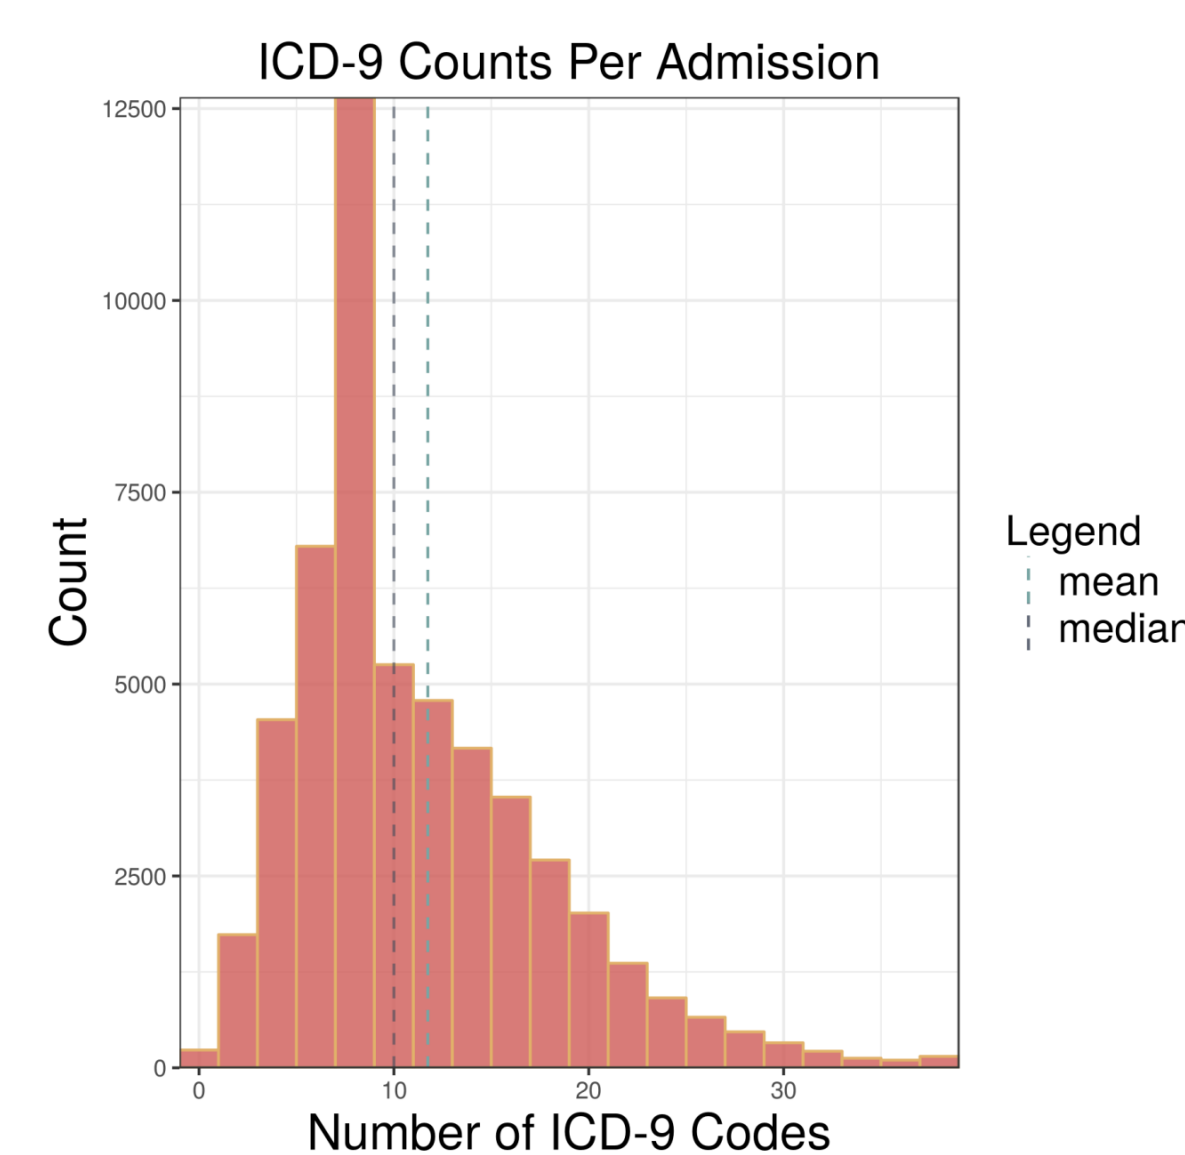 ICD-9 Counts Per Admission
12500
10000
7500
5000
2500
0
Count
0 10 20 30
Number of ICD-9 Codes
Legend
mean
median